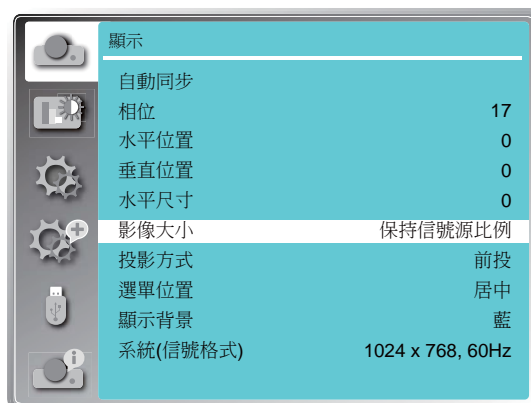 顯示
自動同步
相位 17
水平位置 0
垂直位置 0
水平尺寸 0
影像大小 保持信號源比例
投影方式 前投
選單位置 居中
顯示背景 藍
系統(信號格式) 1024 x 768, 60Hz